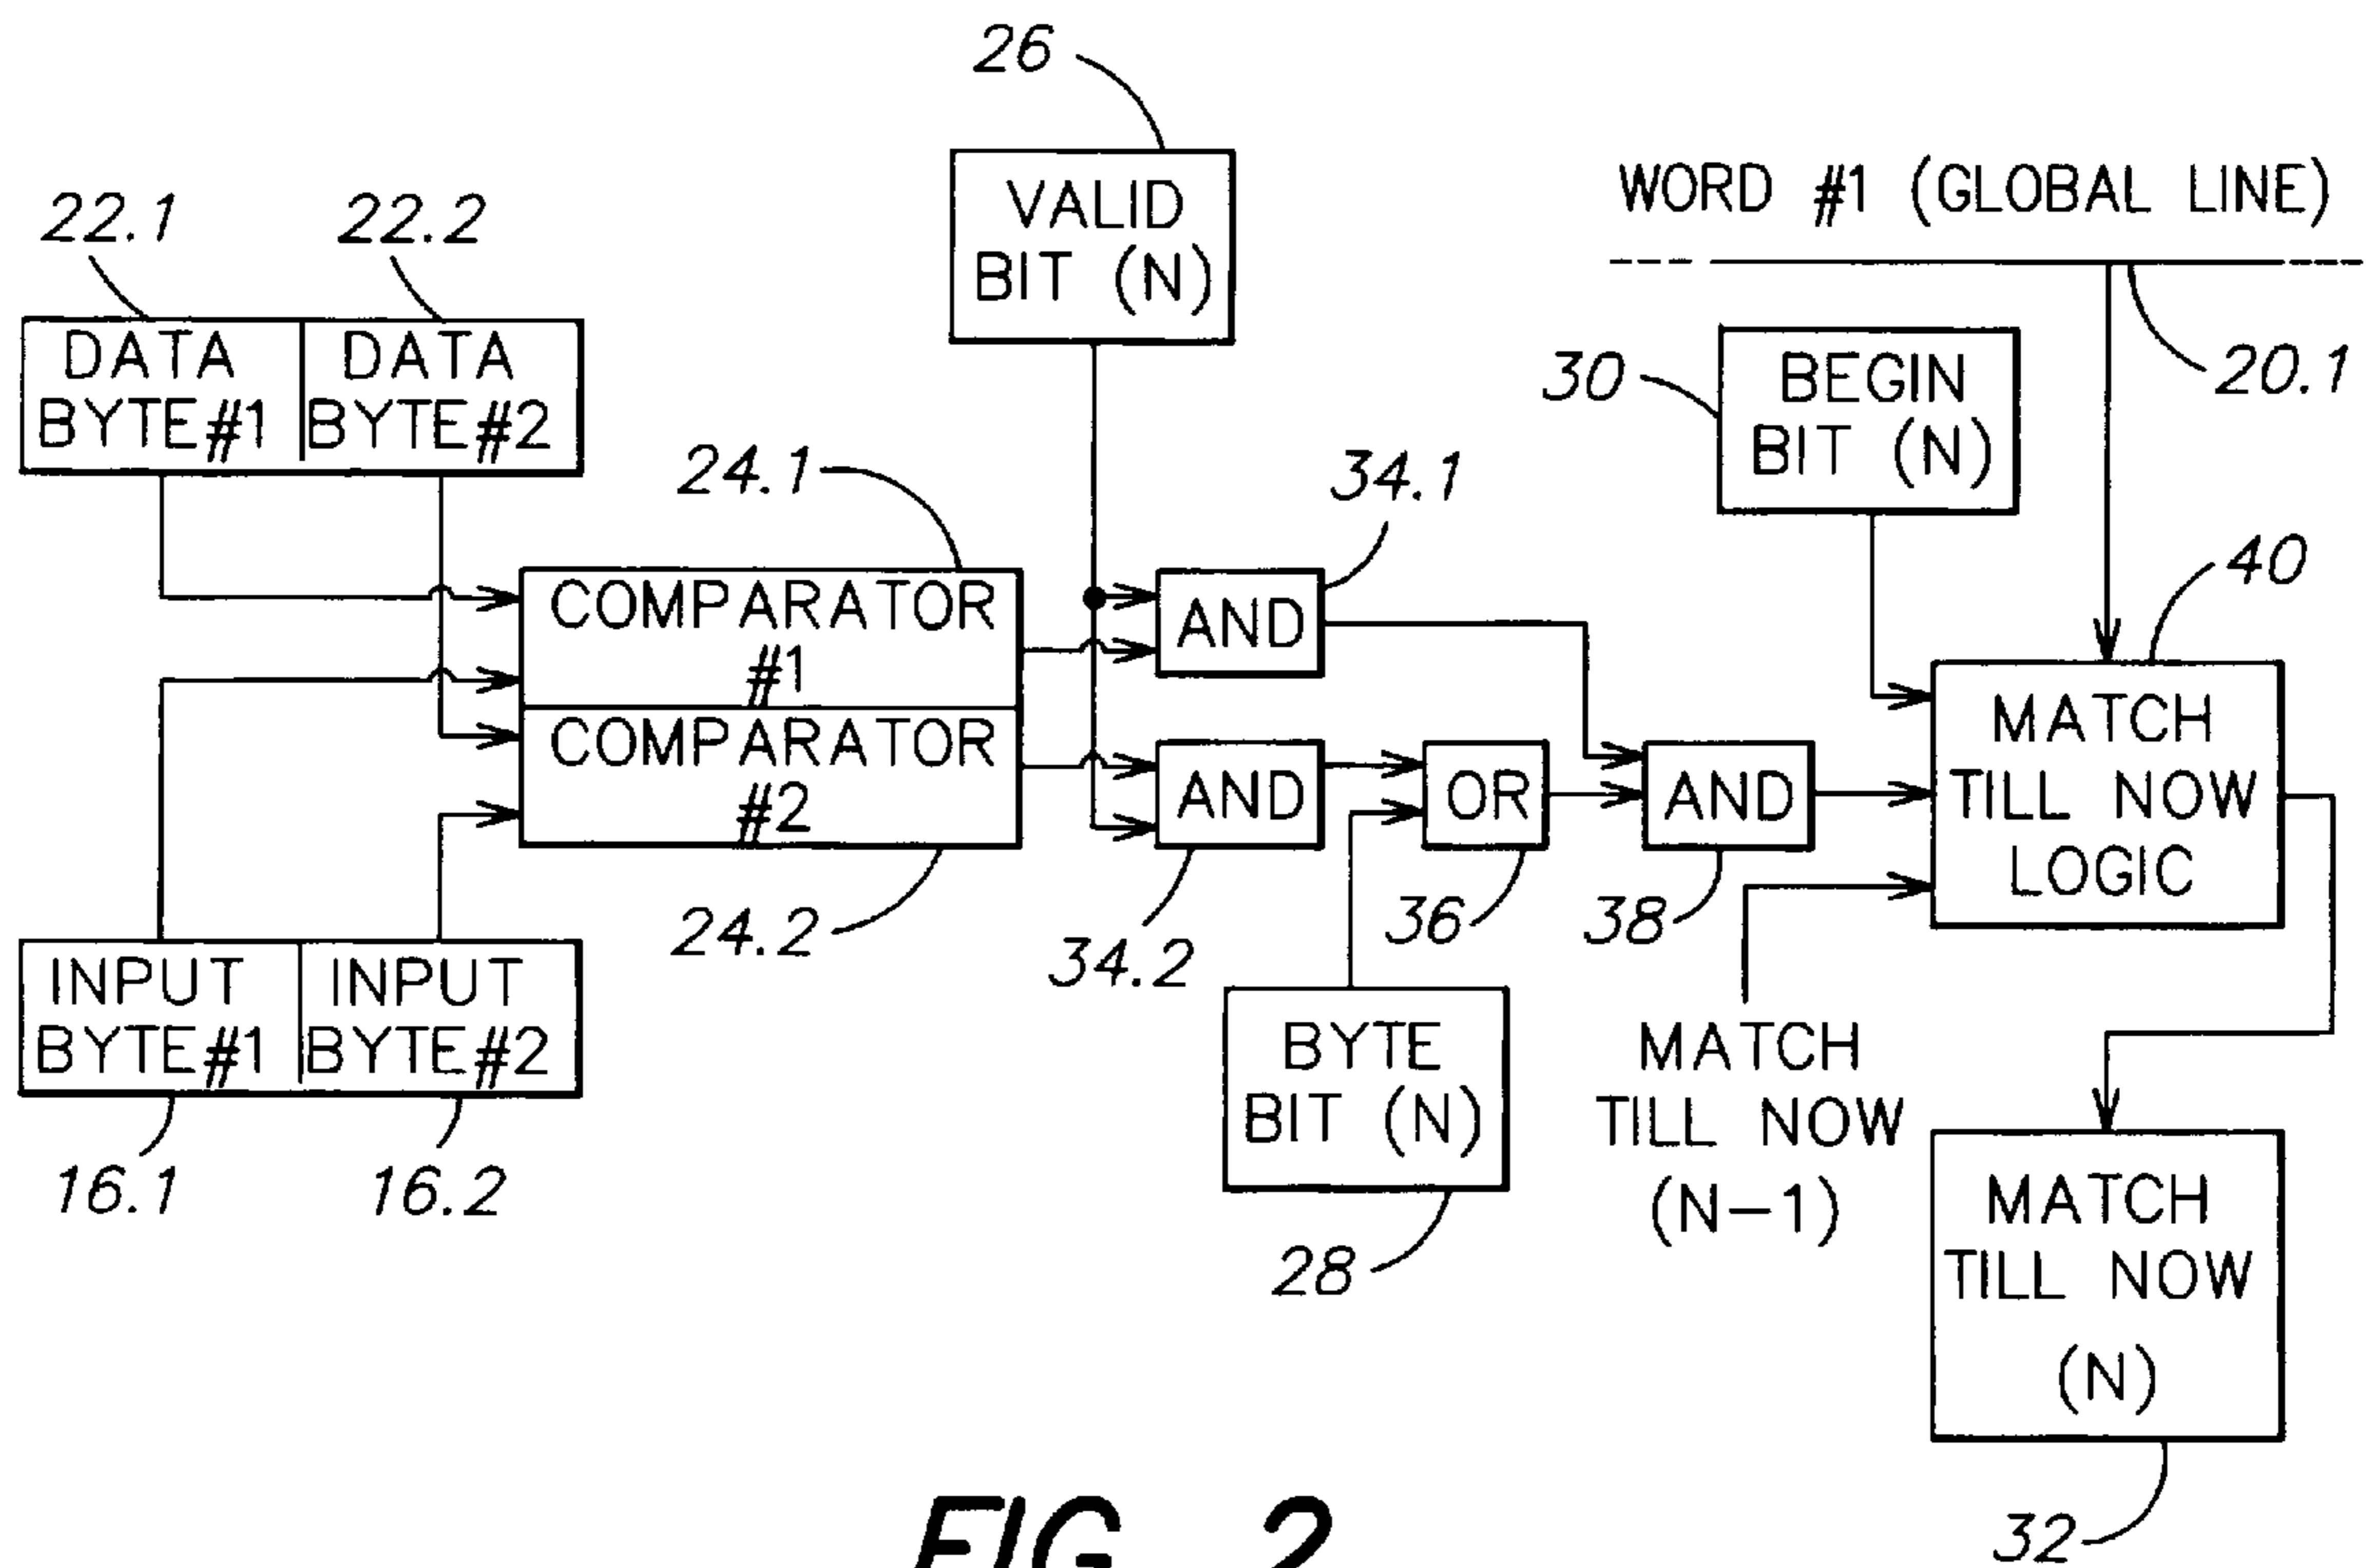 26
WORD #1 (GLOBAL LINE)
22.1
22.2
VALID
BIT (N)
20.1
DATA
BYTE#1
DATA
BYTE#2
30
BEGIN
BIT (N)
24.1
34.1
40
COMPARATOR
#1
AND
COMPARATOR
#2
AND
OR
AND
MATCH
TILL NOW
LOGIC
24.2
34.2
36
38
INPUT
BYTE#1
INPUT
BYTE#2
BYTE
BIT (N)
MATCH
TILL NOW
(N-1)
16.1
16.2
28
MATCH
TILL NOW
(N)
32
FIG. 2